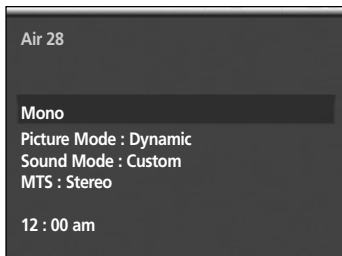 Air 28
Mono
Picture Mode : Dynamic
Sound Mode : Custom
MTS : Stereo
12 : 00 am